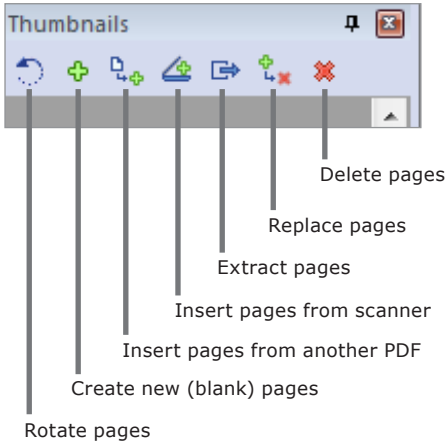 Thumbnails
Delete pages
Replace pages
Extract pages
Insert pages from scanner
Insert pages from another PDF
Create new (blank) pages
Rotate pages